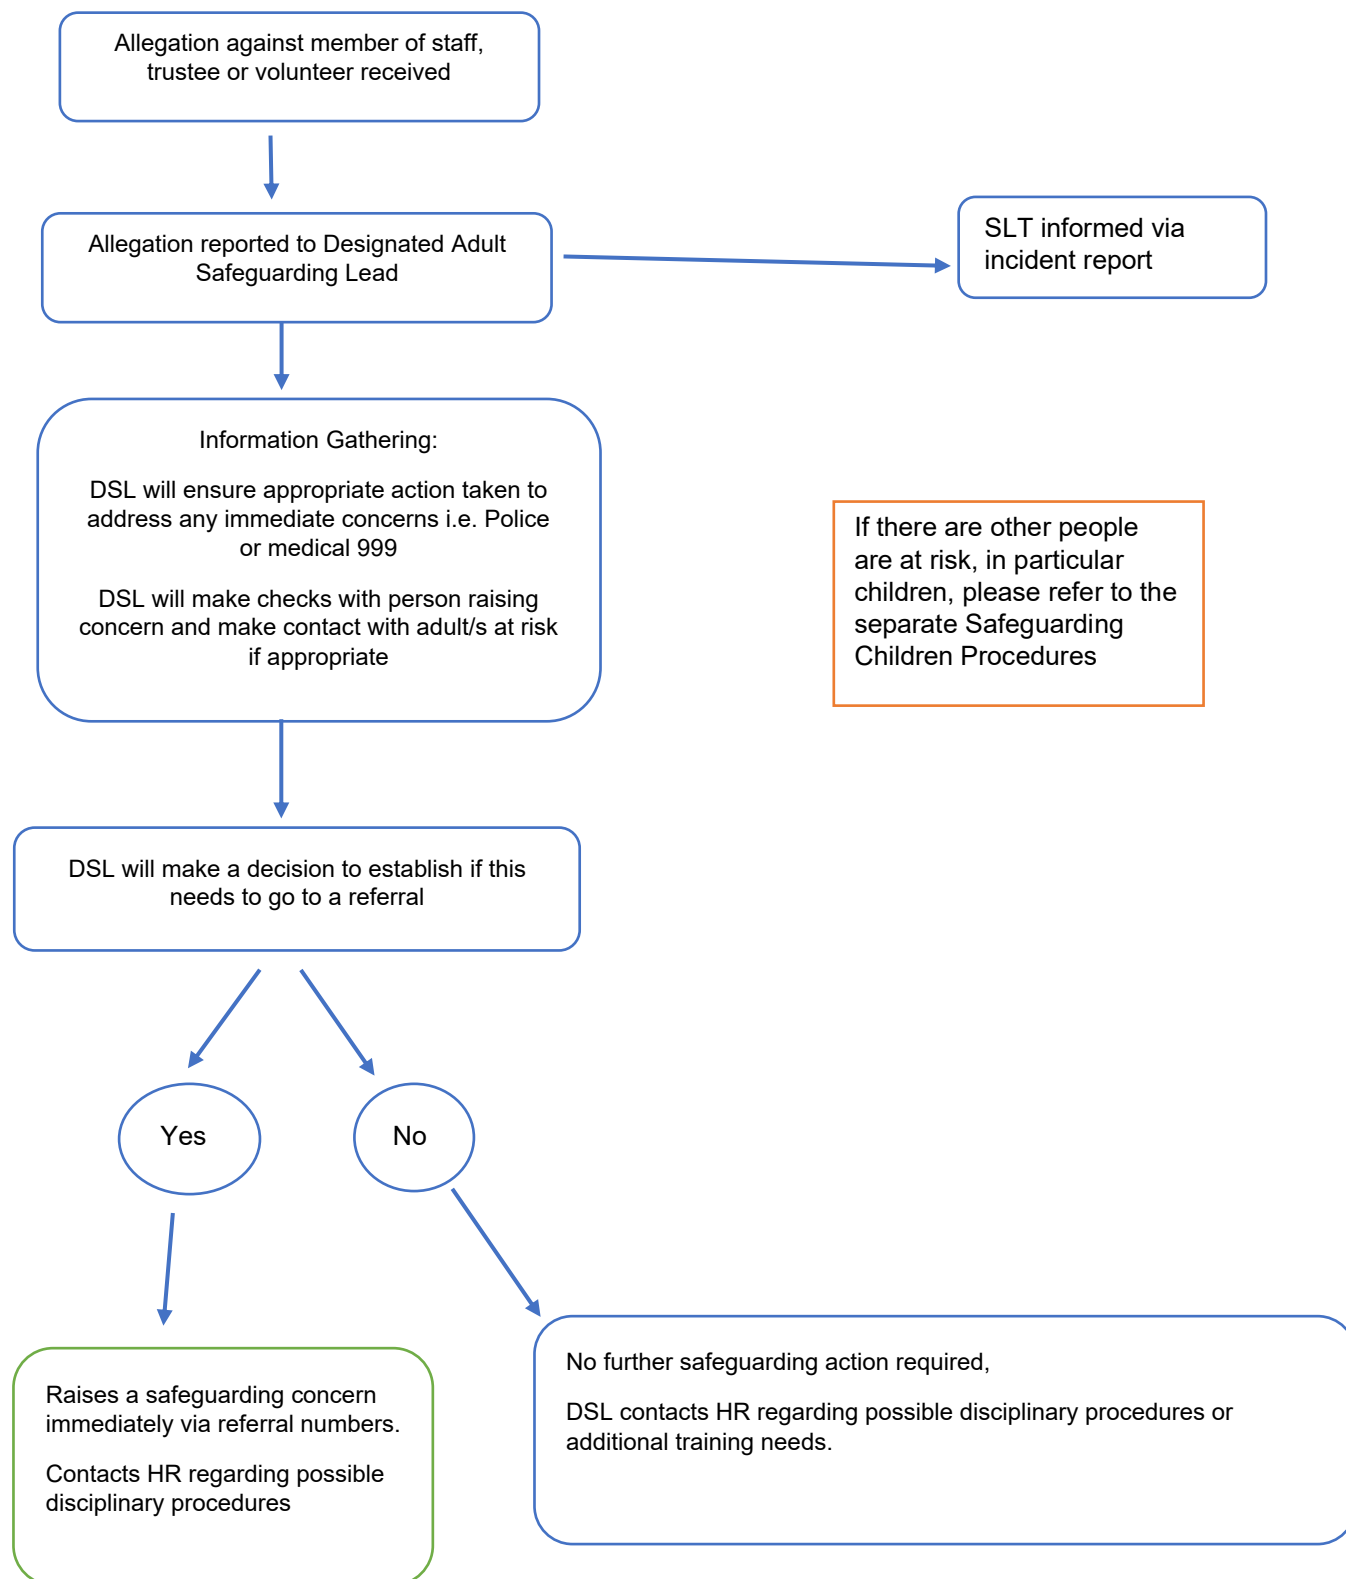 Allegation against member of staff,
trustee or volunteer received
Allegation reported to Designated Adult
Safeguarding Lead
SLT informed via
incident report
Information Gathering:
DSL will ensure appropriate action taken to
address any immediate concerns i.e. Police
or medical 999
DSL will make checks with person raising
concern and make contact with adult/s at risk
if appropriate
If there are other people
are at risk, in particular
children, please refer to the
separate Safeguarding
Children Procedures
DSL will make a decision to establish if this
needs to go to a referral
Yes
No
Raises a safeguarding concern
immediately via referral numbers.
Contacts HR regarding possible
disciplinary procedures
No further safeguarding action required,
DSL contacts HR regarding possible disciplinary procedures or
additional training needs.